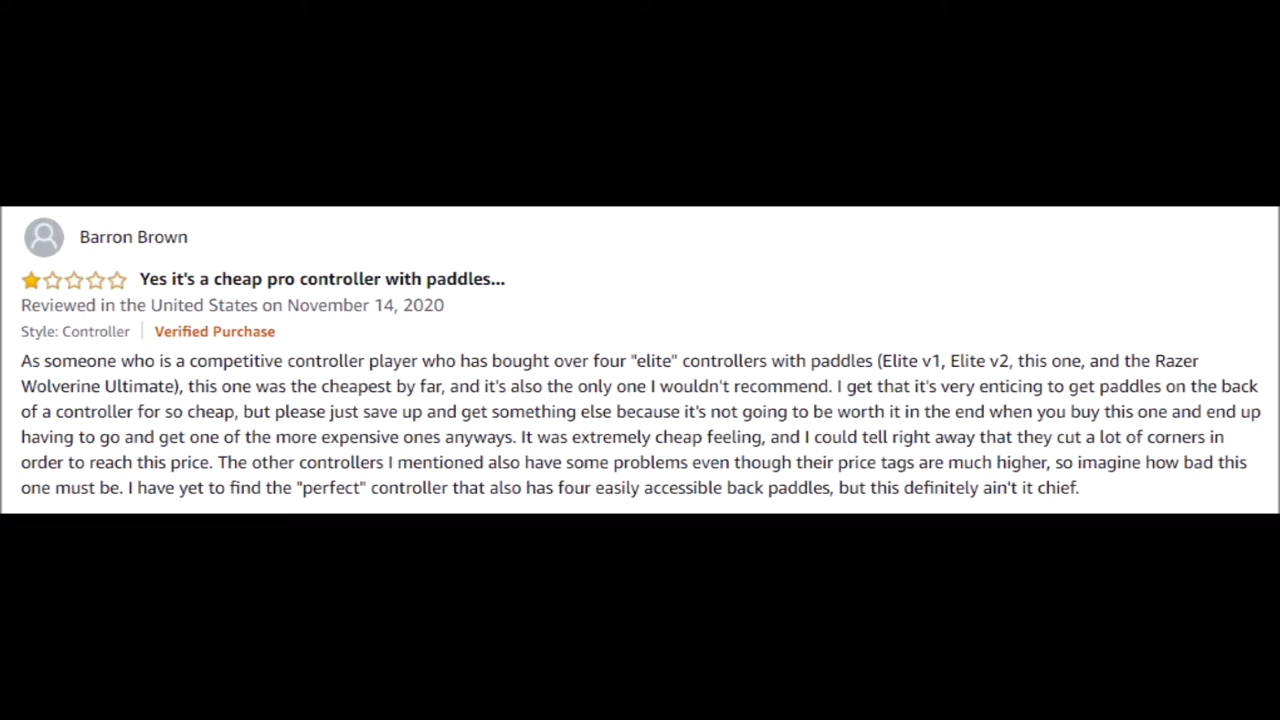 Barron Brown
Yes it's a cheap pro controller with paddles...
Reviewed in the United States on November 14, 2020
Style: Controller Verified Purchase
As someone who is a competitive controller player who has bought over four "elite" controllers with paddles (Elite v1, Elite v2, this one, and the Razer
Wolverine Ultimate), this one was the cheapest by far, and it's also the only one I wouldn't recommend. I get that it's very enticing to get paddles on the back
of a controller for so cheap, but please just save up and get something else because it's not going to be worth it in the end when you buy this one and end up
having to go and get one of the more expensive ones anyways. It was extremely cheap feeling, and I could tell right away that they cut a lot of corners in
order to reach this price. The other controllers I mentioned also have some problems even though their price tags are much higher, so imagine how bad this
one must be. I have yet to find the "perfect" controller that also has four easily accessible back paddles, but this definitely ain't it chief.